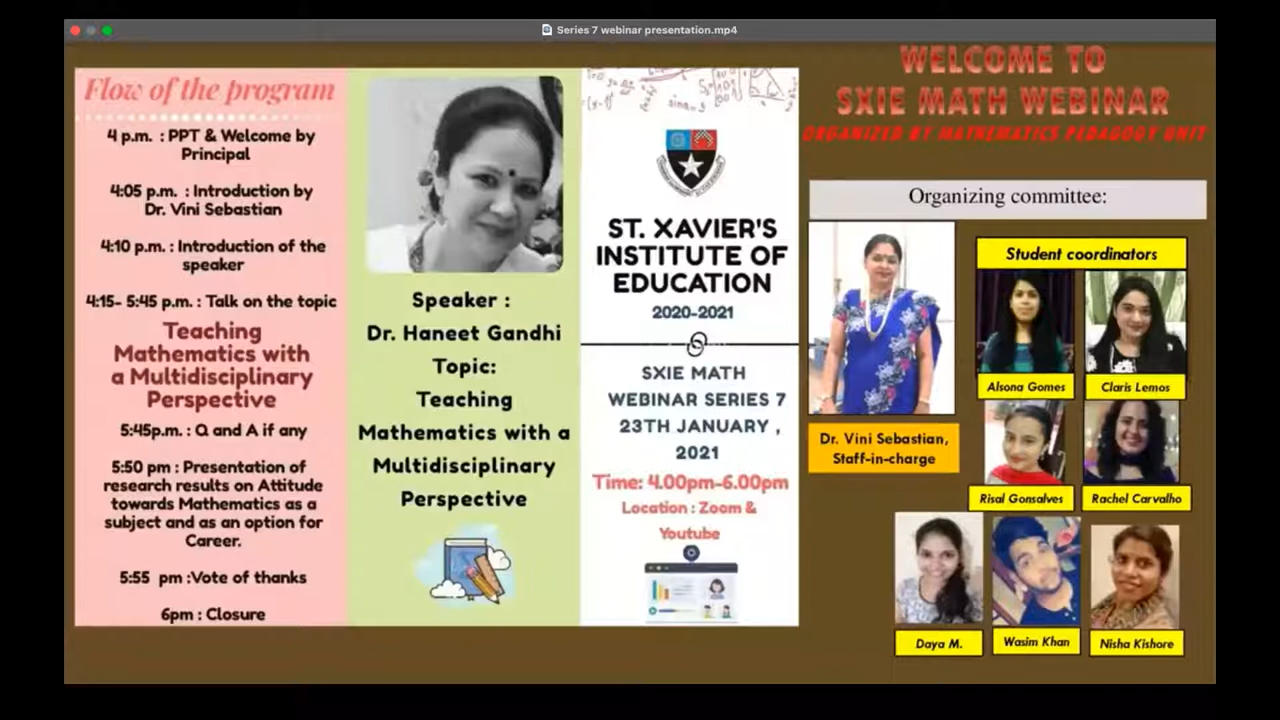 Series 7 webinar presentation.mp4
Flow of the program
4 p.m. : PPT & Welcome by
Principal
4:05 p.m. : Introduction by
Dr. Vini Sebastian
4:10 p.m. : Introduction of the
speaker
4:15- 5:45 p.m. : Talk on the topic
Teaching
Mathematics with
a Multidisciplinary
Perspective
5:45p.m. : Q and A if any
5:50 pm : Presentation of
research results on Attitude
towards Mathematics as a
subject and as an option for
Career.
5:55 pm :Vote of thanks
6pm : Closure
Speaker :
Dr. Haneet Gandhi
Topic:
Teaching
Mathematics with a
Multidisciplinary
Perspective
ST. XAVIER'S
INSTITUTE OF
EDUCATION
2020-2021
SXIE MATH
WEBINAR SERIES 7
23TH JANUARY ,
2021
Time: 4.00pm-6.00pm
Location : Zoom &
Youtube
WELCOME TO
SXIE MATH WEBINAR
ORGANIZED BY MATHEMATICS PEDAGOGY UNIT
Organizing committee:
Dr. Vini Sebastian,
Staff-in-charge
Student coordinators
Alsona Gomes
Claris Lemos
Risal Gonsalves
Rachel Carvalho
Daya M.
Wasim Khan
Nisha Kishore